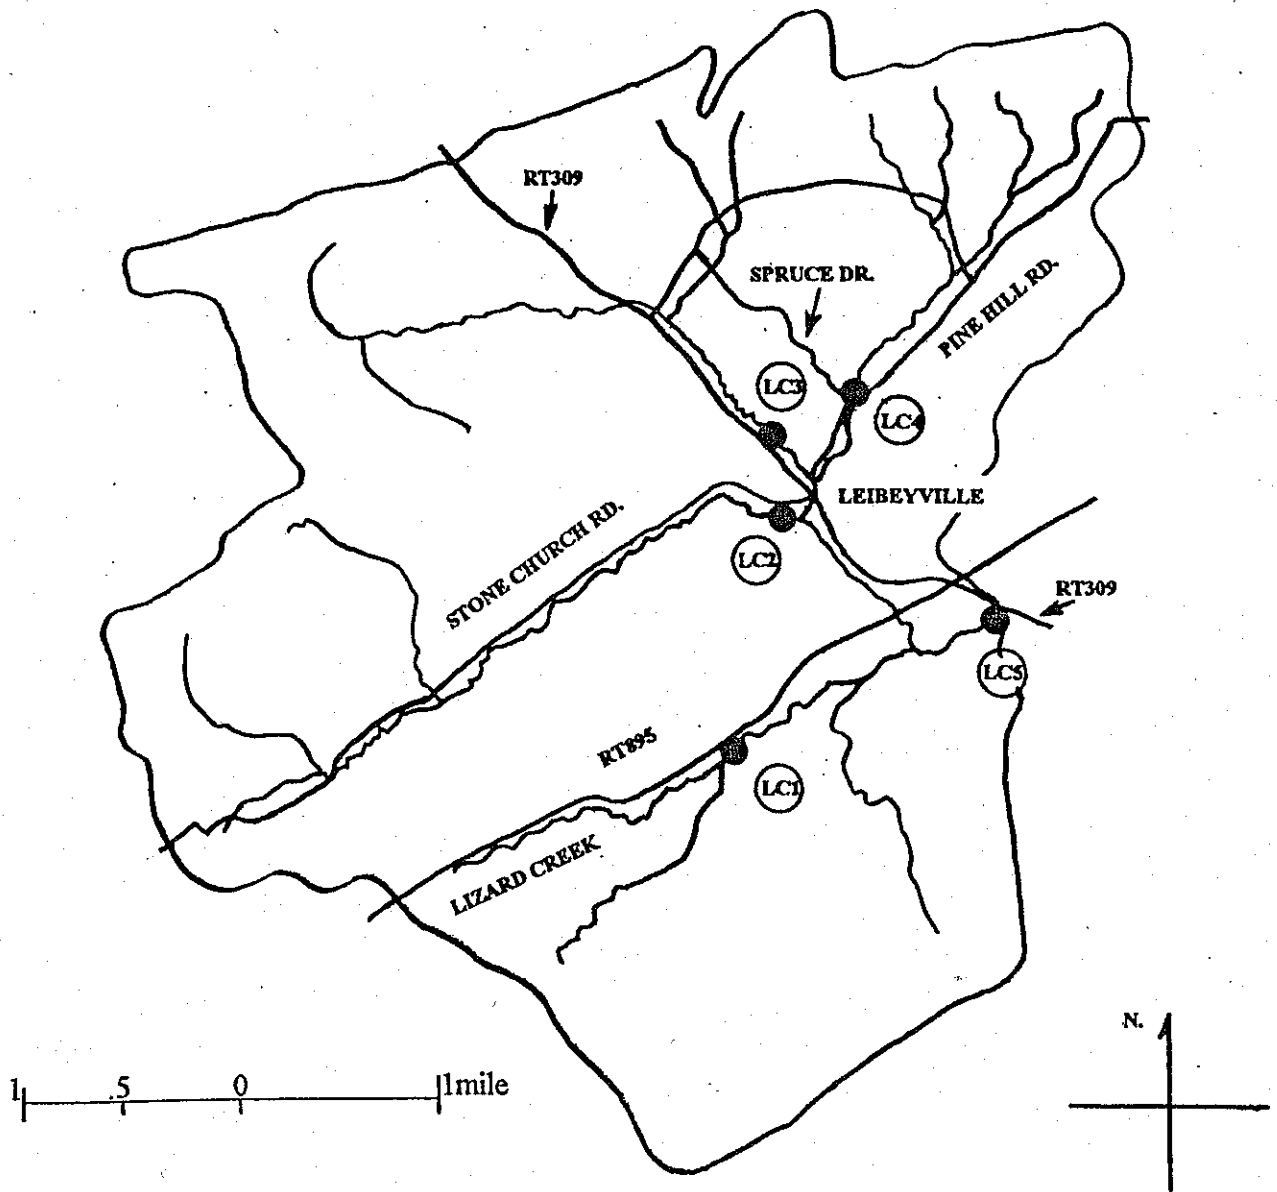 RT309
SPRUCE DR.
PINE HILL RD.
LC3
LC4
LEIBEYVILLE
STONE CHURCH RD.
LC2
RT309
LC5
RT895
LC1
LIZARD CREEK
N.
1 .5 0 1mile